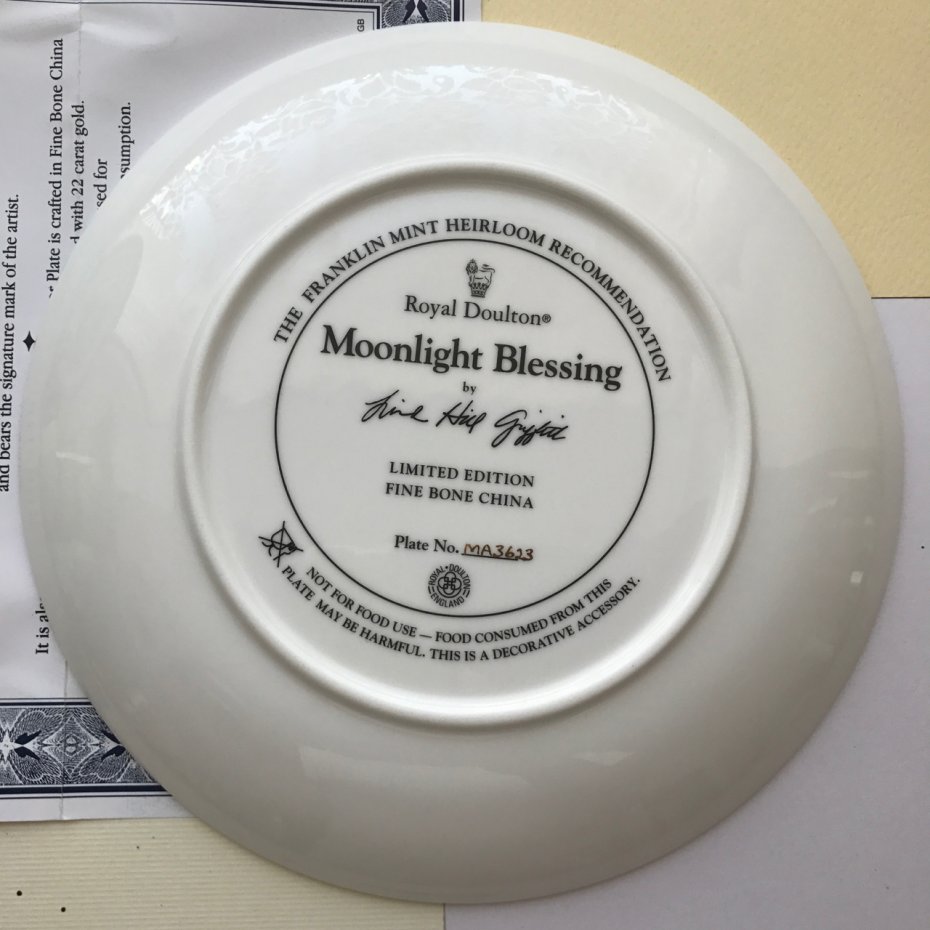 THE FRANKLIN MINT HEIRLOOM RECOMMENDATION
Royal Doulton®
Moonlight Blessing
by
LIMITED EDITION
FINE BONE CHINA
Plate No. MA3623
ROYAL • DOULTON
ENGLAND
NOT FOR FOOD USE — FOOD CONSUMED FROM THIS
PLATE MAY BE HARMFUL. THIS IS A DECORATIVE ACCESSORY.
and bears the signature mark of the artist.
Plate is crafted in Fine Bone China
with 22 carat gold.
for
It is
GB